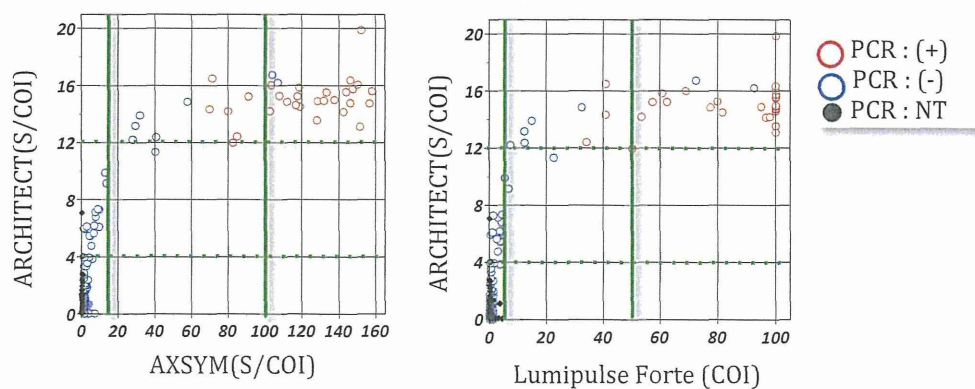 ARCHITECT(S/COI)
20
16
12
8
4
0
0 20 40 60 80 100 120 140 160
AXSYM(S/COI)
ARCHITECT(S/COI)
20
16
12
8
4
0
0 20 40 60 80 100
Lumipulse Forte (COI)
PCR : (+)
PCR : (-)
PCR : NT